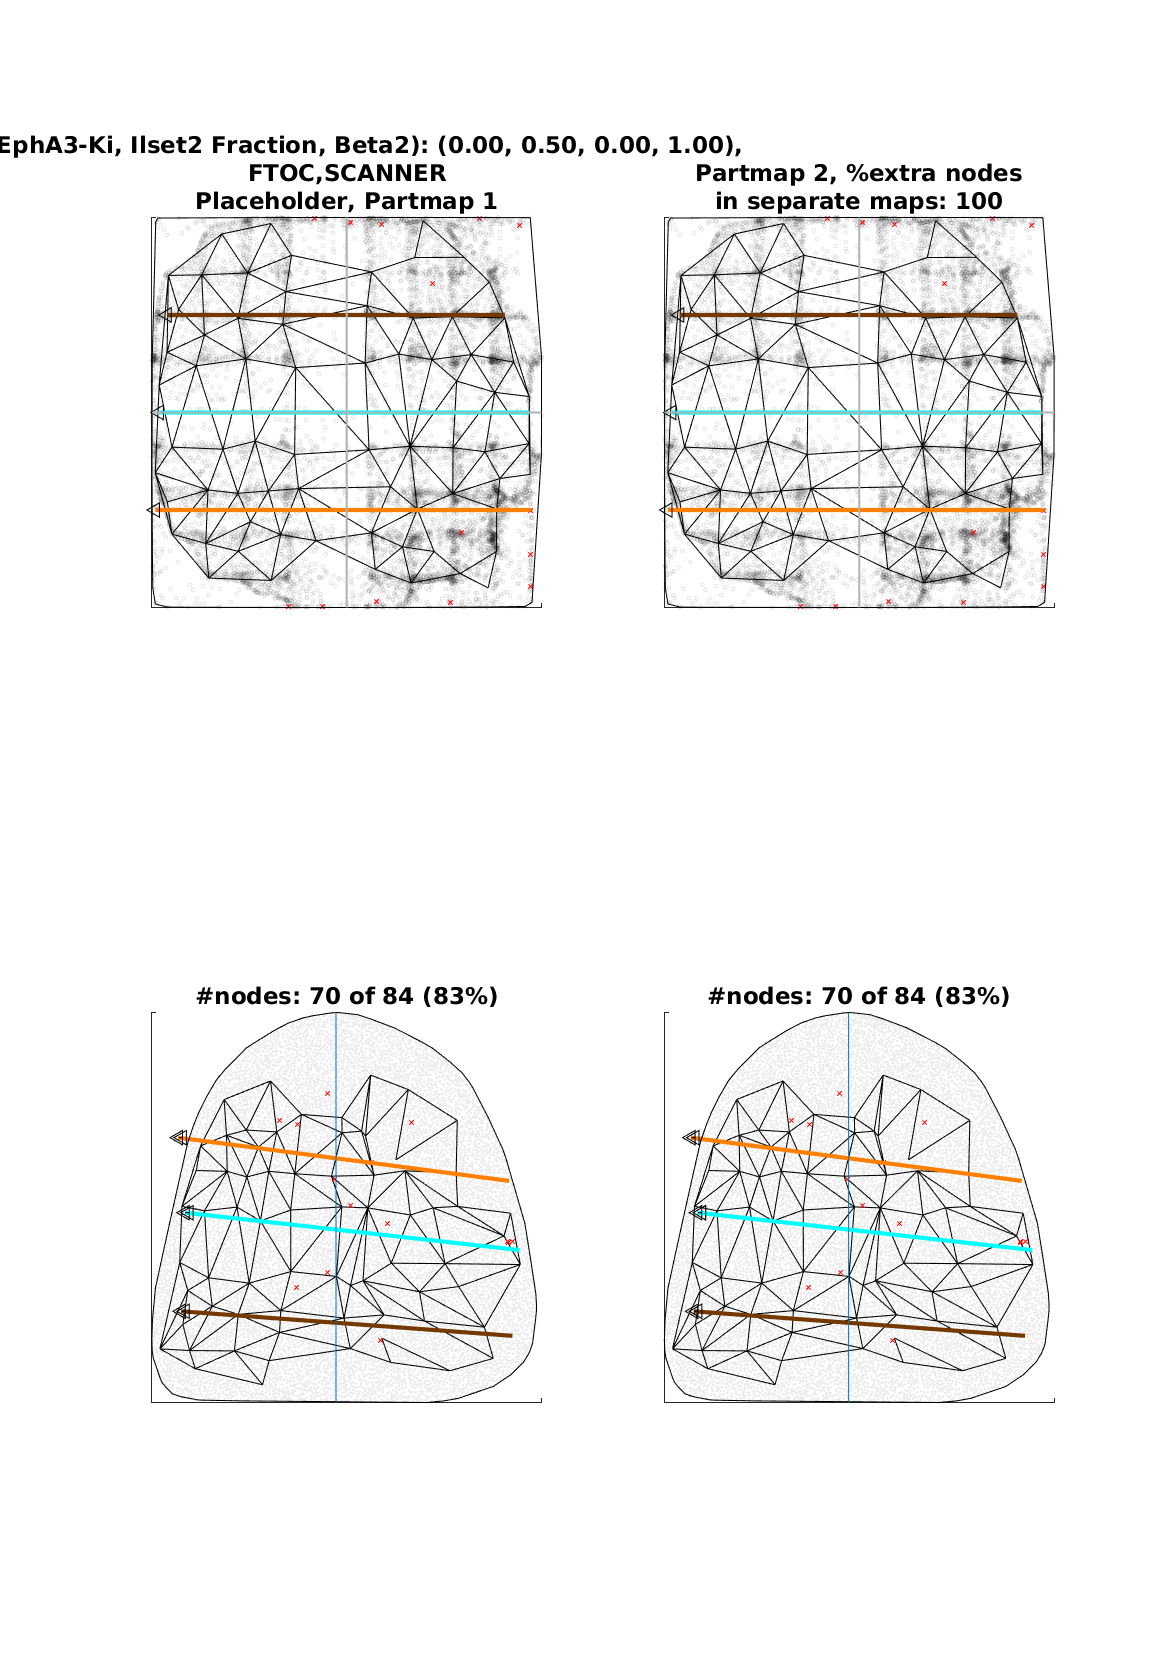 EphA3-Ki, Ilset2 Fraction, Beta2): (0.00, 0.50, 0.00, 1.00),
FTOC,SCANNER
Placeholder, Partmap 1
Partmap 2, %extra nodes
in separate maps: 100
#nodes: 70 of 84 (83%)
#nodes: 70 of 84 (83%)